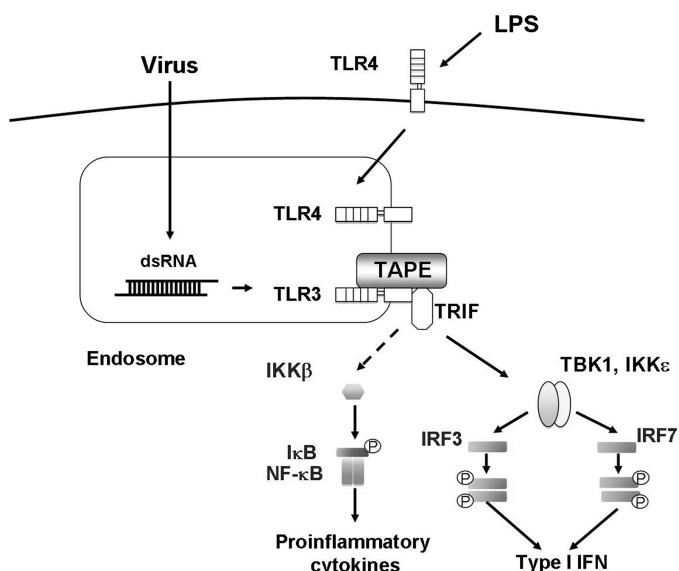 LPS
TLR4
Virus
TLR4
dsRNA
TLR3
TAPE
TRIF
Endosome
IKKβ
TBK1, IKKε
IκB
P
NF-κB
IRF3
IRF7
P
P
P
P
Proinflammatory
cytokines
Type I IFN